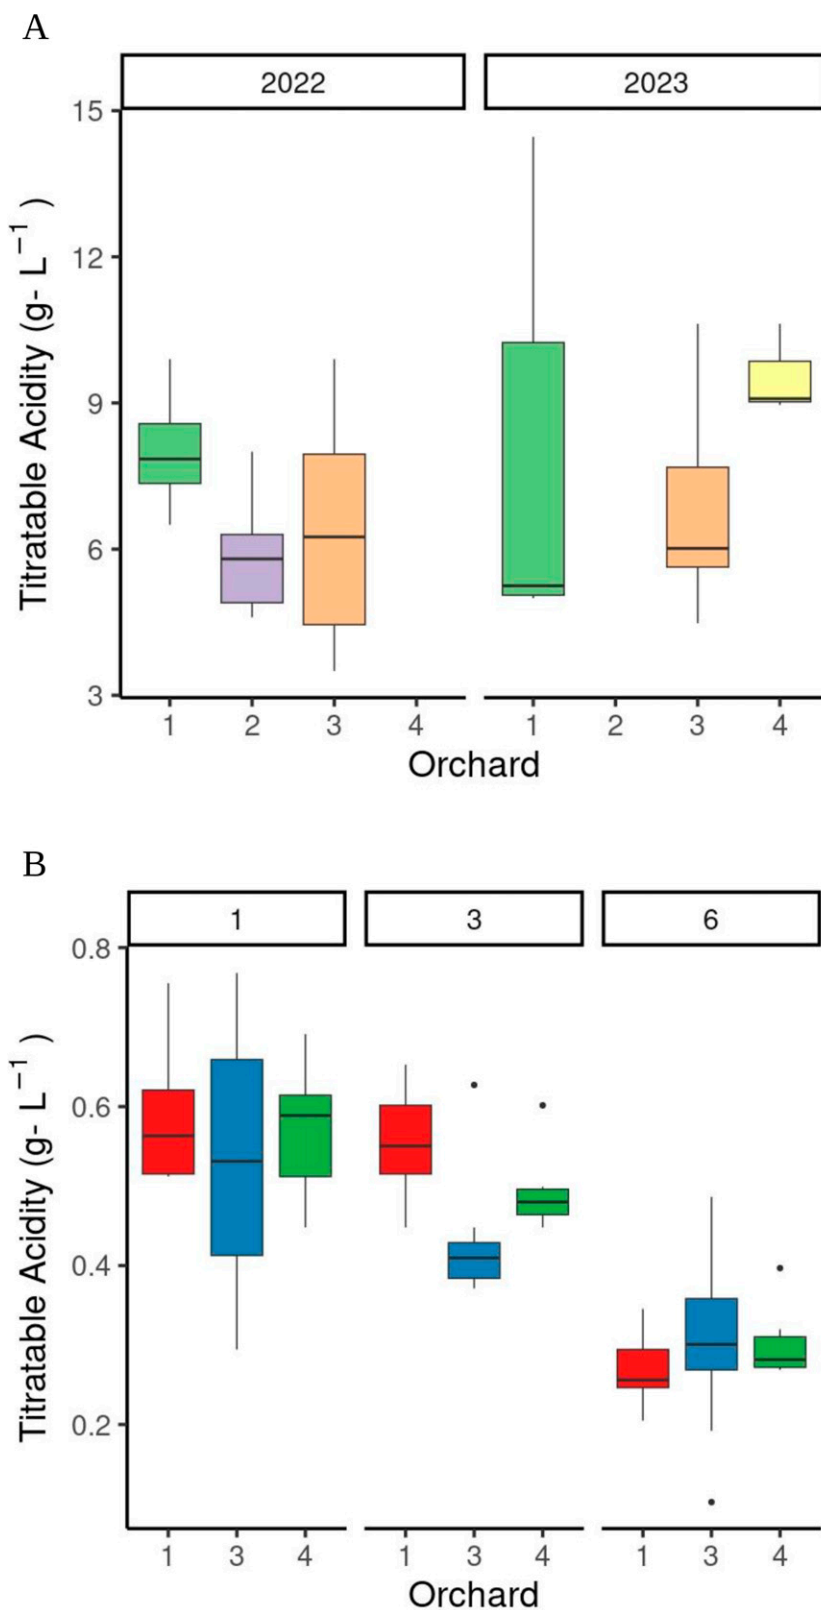 A
2022 2023
15
12
9
6
3
Titratable Acidity (g- L⁻¹ )
1 2 3 4 1 2 3 4
Orchard
B
1 3 6
0.8
0.6
0.4
0.2
Titratable Acidity (g- L⁻¹ )
1 3 4 1 3 4 1 3 4
Orchard